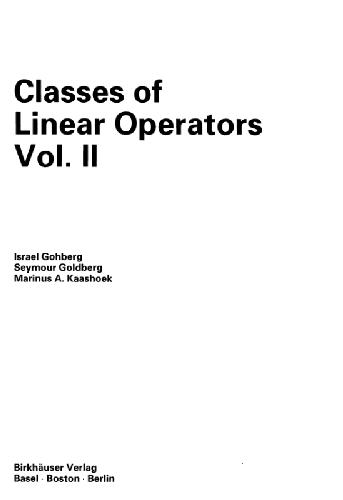 Classes of
Linear Operators
Vol. II
Israel Gohberg
Seymour Goldberg
Marinus A. Kaashoek
Birkhäuser Verlag
Basel · Boston · Berlin